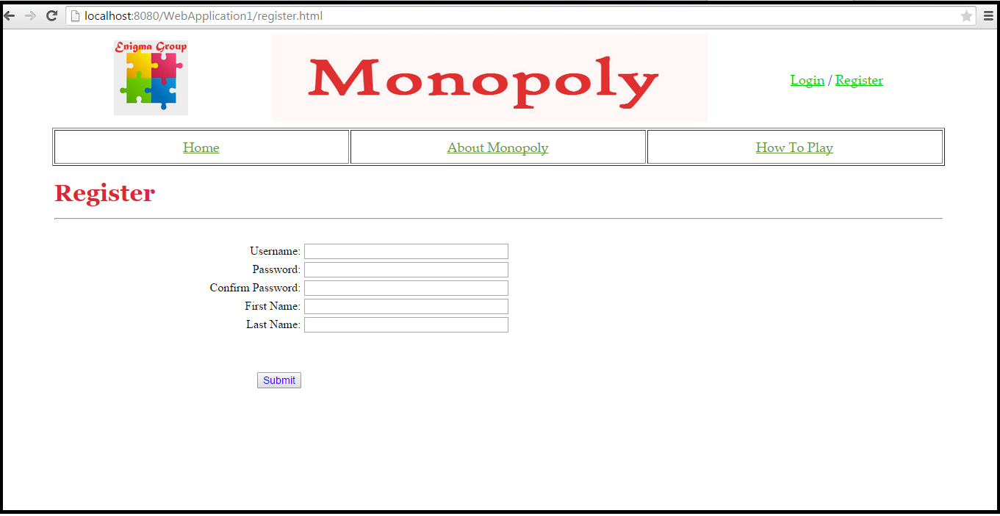 localhost:8080/WebApplication1/register.html
Enigma Group
Monopoly
Login / Register
Home About Monopoly How To Play
Register
Username:
Password:
Confirm Password:
First Name:
Last Name:
Submit